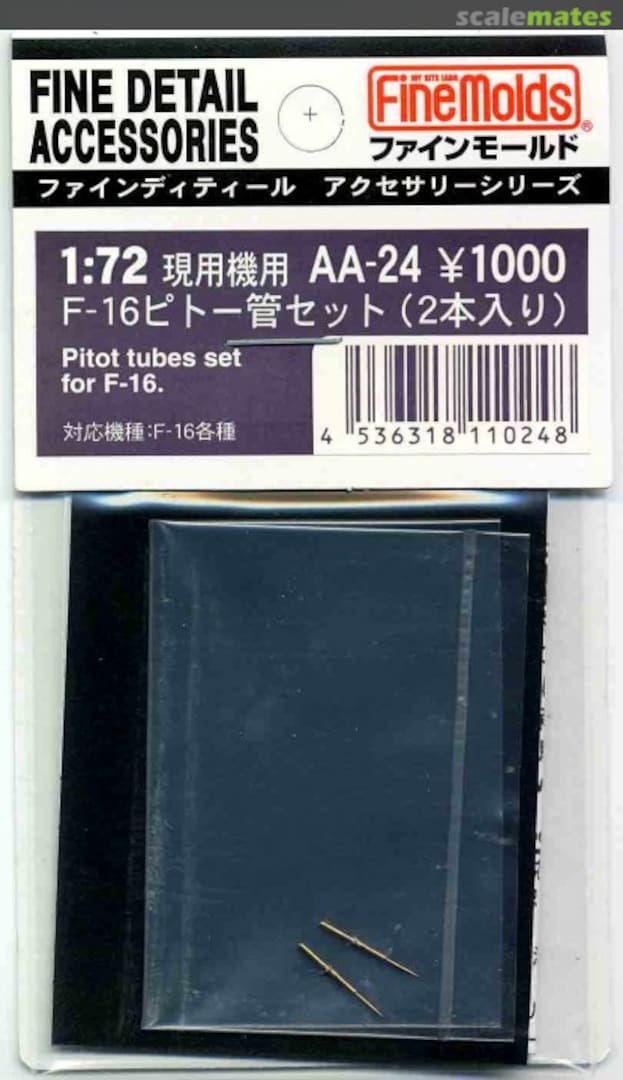 scalemates
FINE DETAIL
ACCESSORIES
FineMolds
®
ファインモールド
ファインディティール アクセサリーシリーズ
1:72 現用機用 AA-24 ¥1000
F-16ピトー管セット(2本入り)
Pitot tubes set
for F-16.
対応機種:F-16各種
4 536318 110248